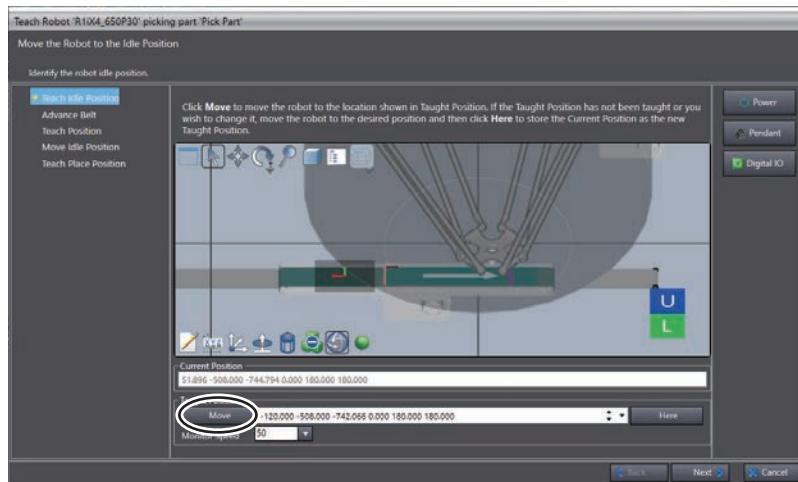 Teach Robot 'R1iX4_650P30' picking part 'Pick Part'
Move the Robot to the Idle Position
Identify the robot idle position.
Teach Idle Position
Advance Belt
Teach Position
Move Idle Position
Teach Place Position
Click Move to move the robot to the location shown in Taught Position. If the Taught Position has not been taught or you
wish to change it, move the robot to the desired position and then click Here to store the Current Position as the new
Taught Position.
Power
Pendant
Digital IO
U
L
Current Position
51.896 -508.000 -744.794 0.000 180.000 180.000
Move
-120.000 -508.000 -742.066 0.000 180.000 180.000
Here
Monitor Speed
50
Back
Next
Cancel